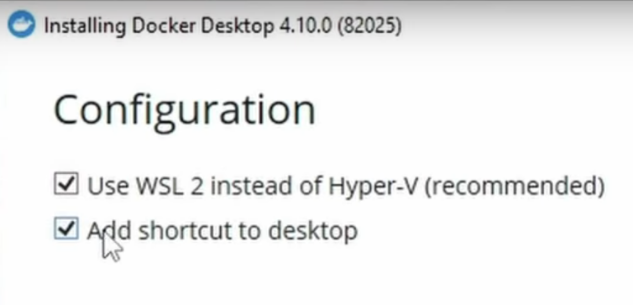 Installing Docker Desktop 4.10.0 (82025)
Configuration
Use WSL 2 instead of Hyper-V (recommended)
Add shortcut to desktop